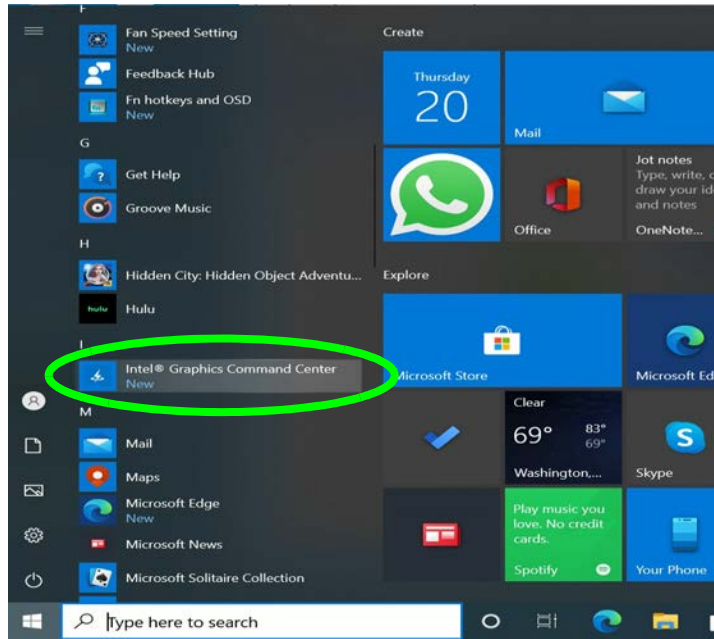 F
Fan Speed Setting
New
Feedback Hub
Fn hotkeys and OSD
New
G
Get Help
Groove Music
H
Hidden City: Hidden Object Adventu...
hulu
Hulu
I
Intel® Graphics Command Center
New
M
Mail
Maps
Microsoft Edge
New
Microsoft News
Microsoft Solitaire Collection
Create
Thursday
20
Mail
Office
Jot notes
Type, write,
draw your
and notes
OneNote...
Explore
Microsoft Store
Microsoft Ed
Clear
69° 83°
69°
Washington,...
Skype
Play music you
love. No credit
cards.
Spotify
Your Phone
Type here to search